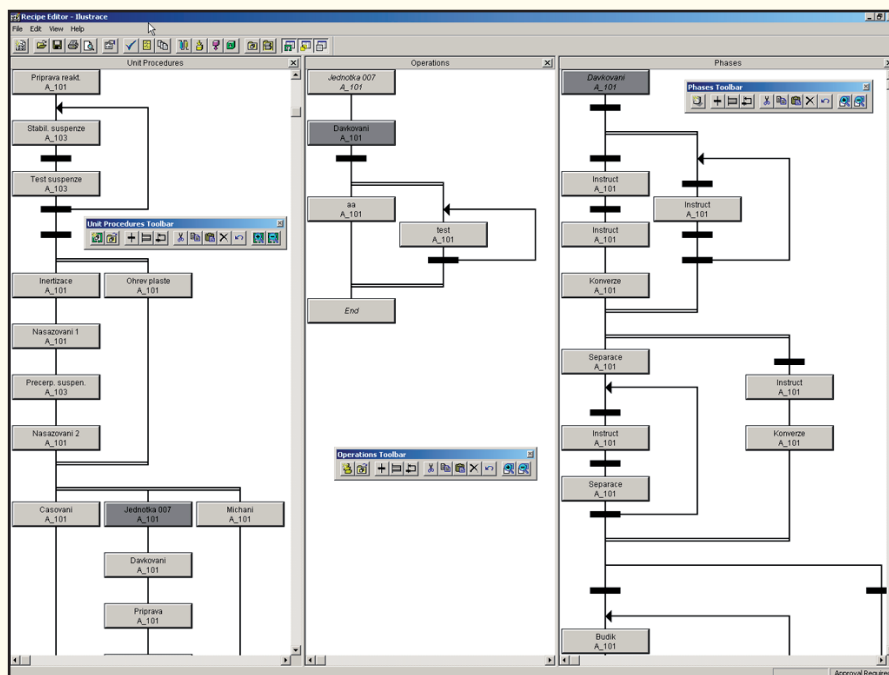 Recipe Editor - Ilustrace
File Edit View Help
Unit Procedures
Priprava reakt.
A_101
Stabil. suspenze
A_103
Test suspenze
A_103
Unit Procedures Toolbar
Inertizace
A_101
Ohrev plaste
A_101
Nasazovani 1
A_101
Precerp. suspen.
A_103
Nasazovani 2
A_101
Casovani
A_101
Jednotka 007
A_101
Michani
A_101
Davkovani
A_101
Priprava
A_101
Operations
Jednotka 007
A_101
Davkovani
A_101
aa
A_101
test
A_101
End
Operations Toolbar
Phases
Davkovani
A_101
Phases Toolbar
Instruct
A_101
Instruct
A_101
Instruct
A_101
Konverze
A_101
Separace
A_101
Instruct
A_101
Instruct
A_101
Konverze
A_101
Separace
A_101
Budik
A_101
Approval Require